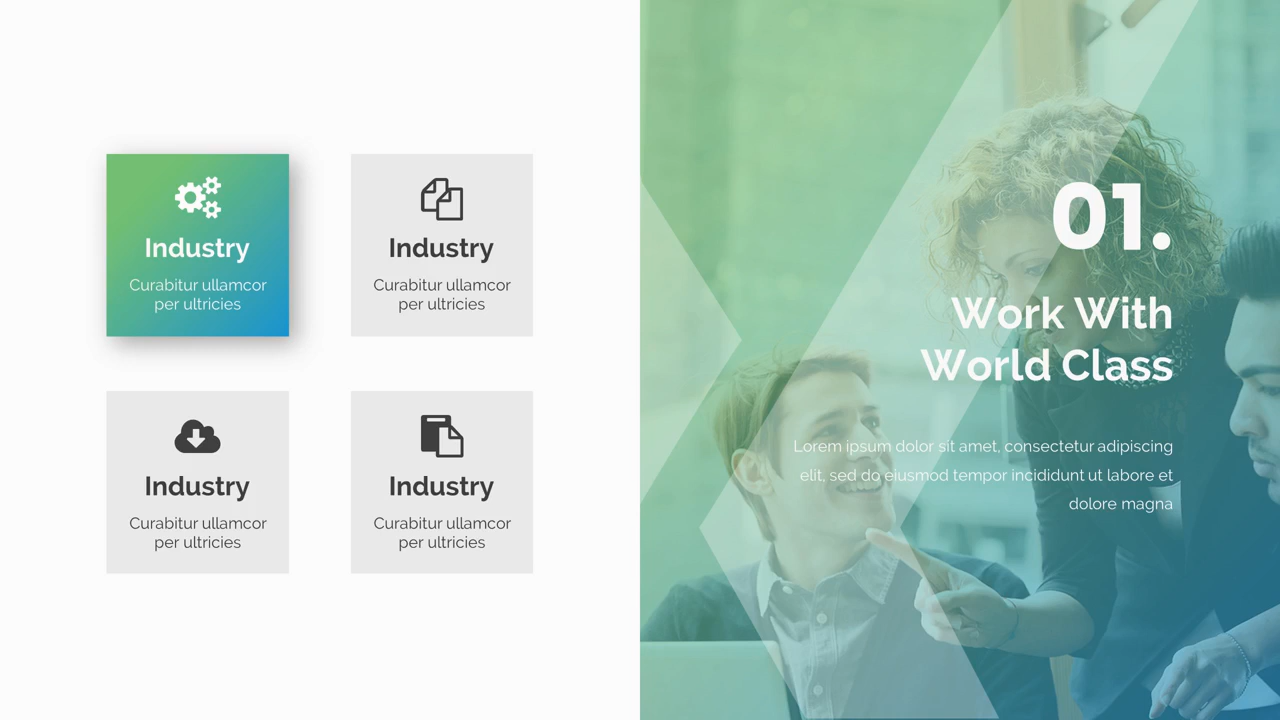 Industry
Curabitur ullamcor
per ultricies
Industry
Curabitur ullamcor
per ultricies
Industry
Curabitur ullamcor
per ultricies
Industry
Curabitur ullamcor
per ultricies
01.
Work With
World Class
Lorem ipsum dolor sit amet, consectetur adipiscing
elit, sed do eiusmod tempor incididunt ut labore et
dolore magna